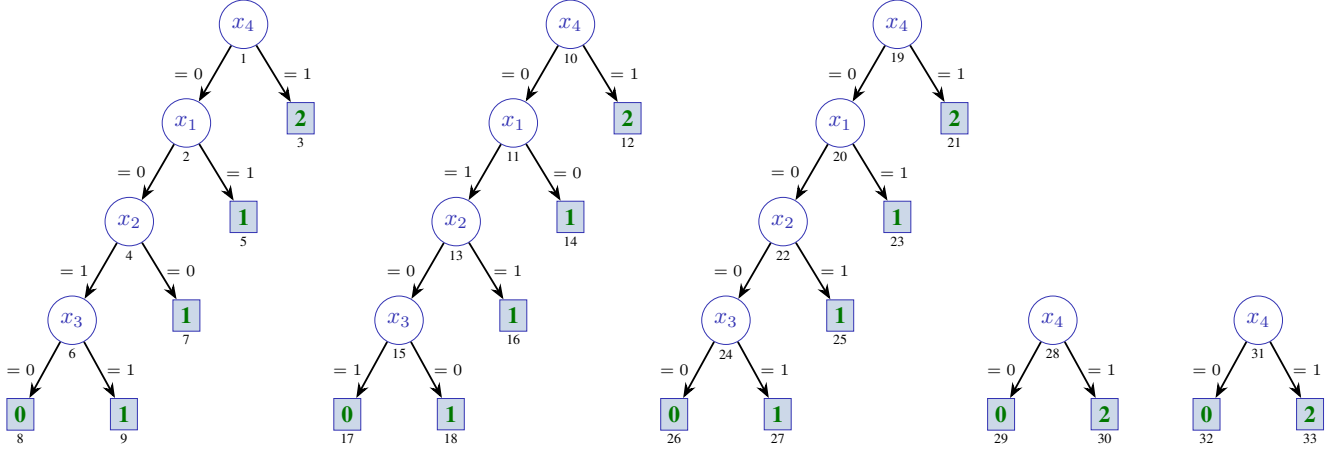 x₄ x₄ x₄
1 10 19
= 0 = 1 = 0 = 1 = 0 = 1
x₁ 2 x₁ 2 x₁ 2
2 3 11 12 20 21
= 0 = 1 = 1 = 0 = 0 = 1
x₂ 1 x₂ 1 x₂ 1
4 5 13 14 22 23
= 1 = 0 = 0 = 1 = 0 = 1
x₃ 1 x₃ 1 x₃ 1 x₄ x₄
6 7 15 16 24 25 28 31
= 0 = 1 = 1 = 0 = 0 = 1 = 0 = 1 = 0 = 1
0 1 0 1 0 1 0 2 0 2
8 9 17 18 26 27 29 30 32 33